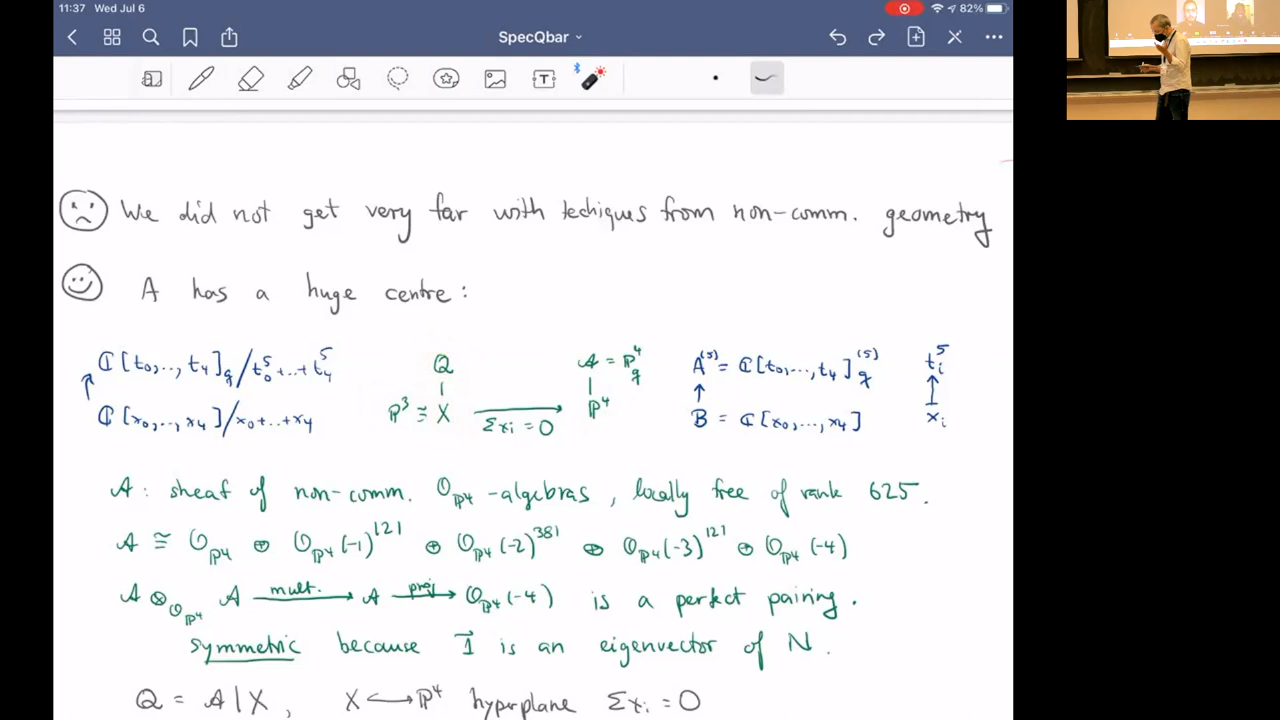 11:37 Wed Jul 6
82%
SpecQbar
T
We did not get very far with techiques from non-comm. geometry
A has a huge centre:
ℂ[t₀,..,t₄]_q/t₀⁵+..+t₄⁵
ℂ[x₀,..,x₄]/x₀+..+x₄
Q
ℙ³ ≅ X → Σxᵢ=0
𝒜 = ℙ⁴_q
ℙ⁴
A⁽⁵⁾ = ℂ[t₀,...,t₄]_q⁽⁵⁾
B = ℂ[x₀,...,x₄]
tᵢ⁵
xᵢ
𝒜: sheaf of non-comm. 𝒪_ℙ⁴-algebras, locally free of rank 625.
𝒜 ≅ 𝒪_ℙ⁴ ⊕ 𝒪_ℙ⁴(-1)¹²¹ ⊕ 𝒪_ℙ⁴(-2)³⁸¹ ⊕ 𝒪_ℙ⁴(-3)¹²¹ ⊕ 𝒪_ℙ⁴(-4)
𝒜 ⊗_𝒪_ℙ⁴ 𝒜 —mult.→ 𝒜 —proj→ 𝒪_ℙ⁴(-4) is a perfect pairing.
symmetric because 1⃗ is an eigenvector of N.
Q = 𝒜|X, X ↪ ℙ⁴ hyperplane Σxᵢ=0